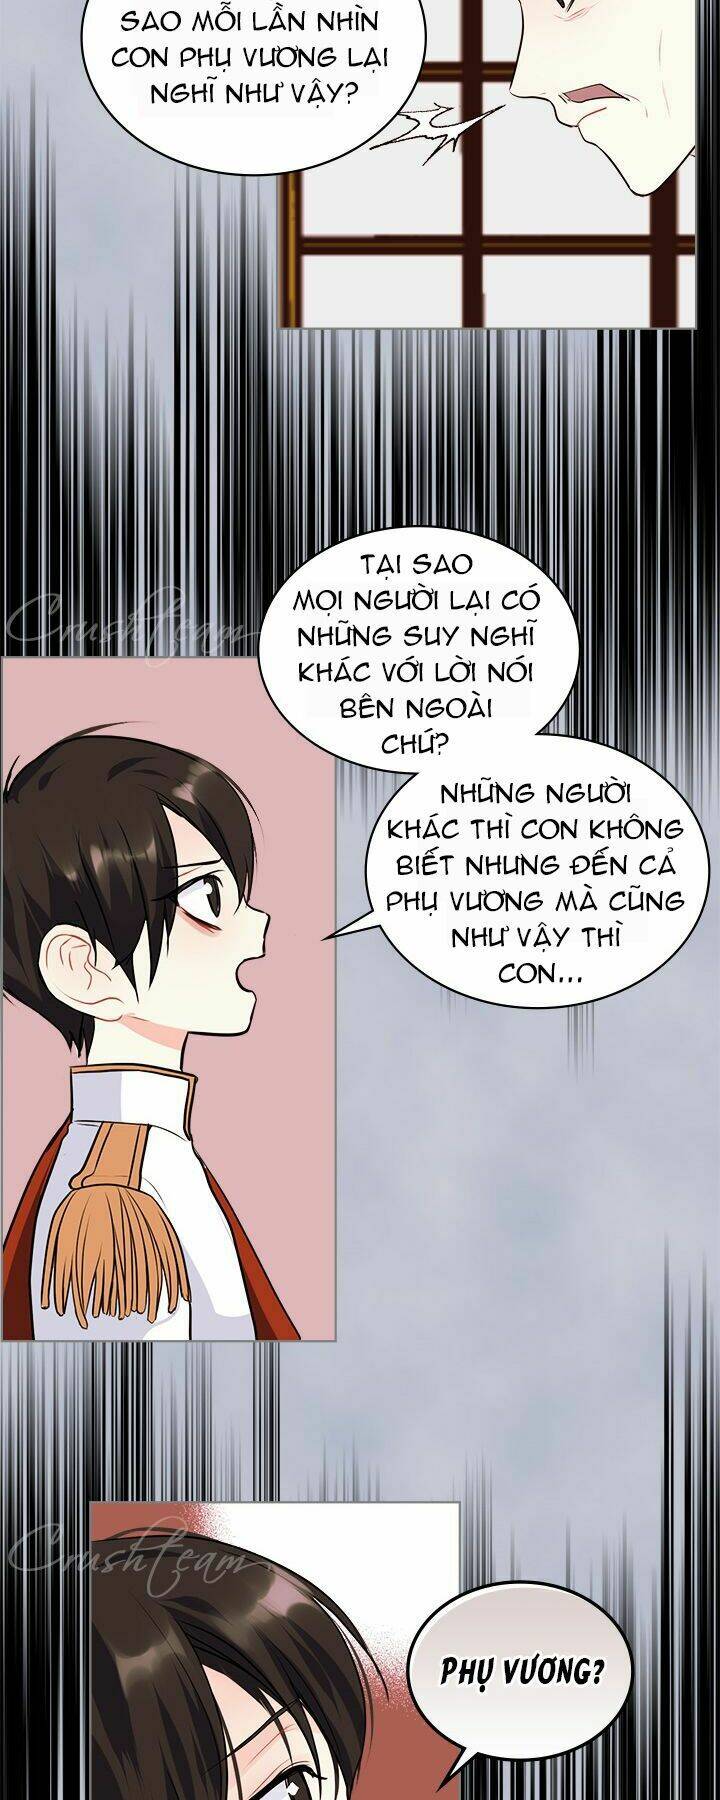 SAO MỖI LẦN NHÌN
CON PHỤ VƯƠNG LẠI
NGHĨ NHƯ VẬY?
TẠI SAO
MỌI NGƯỜI LẠI CÓ
NHỮNG SUY NGHĨ
KHÁC VỚI LỜI NÓI
BÊN NGOÀI
CHỨ?
Crushteam
NHỮNG NGƯỜI
KHÁC THÌ CON KHÔNG
BIẾT NHƯNG ĐẾN CẢ
PHỤ VƯƠNG MÀ CŨNG
NHƯ VẬY THÌ
CON...
Crushteam
PHỤ VƯƠNG?